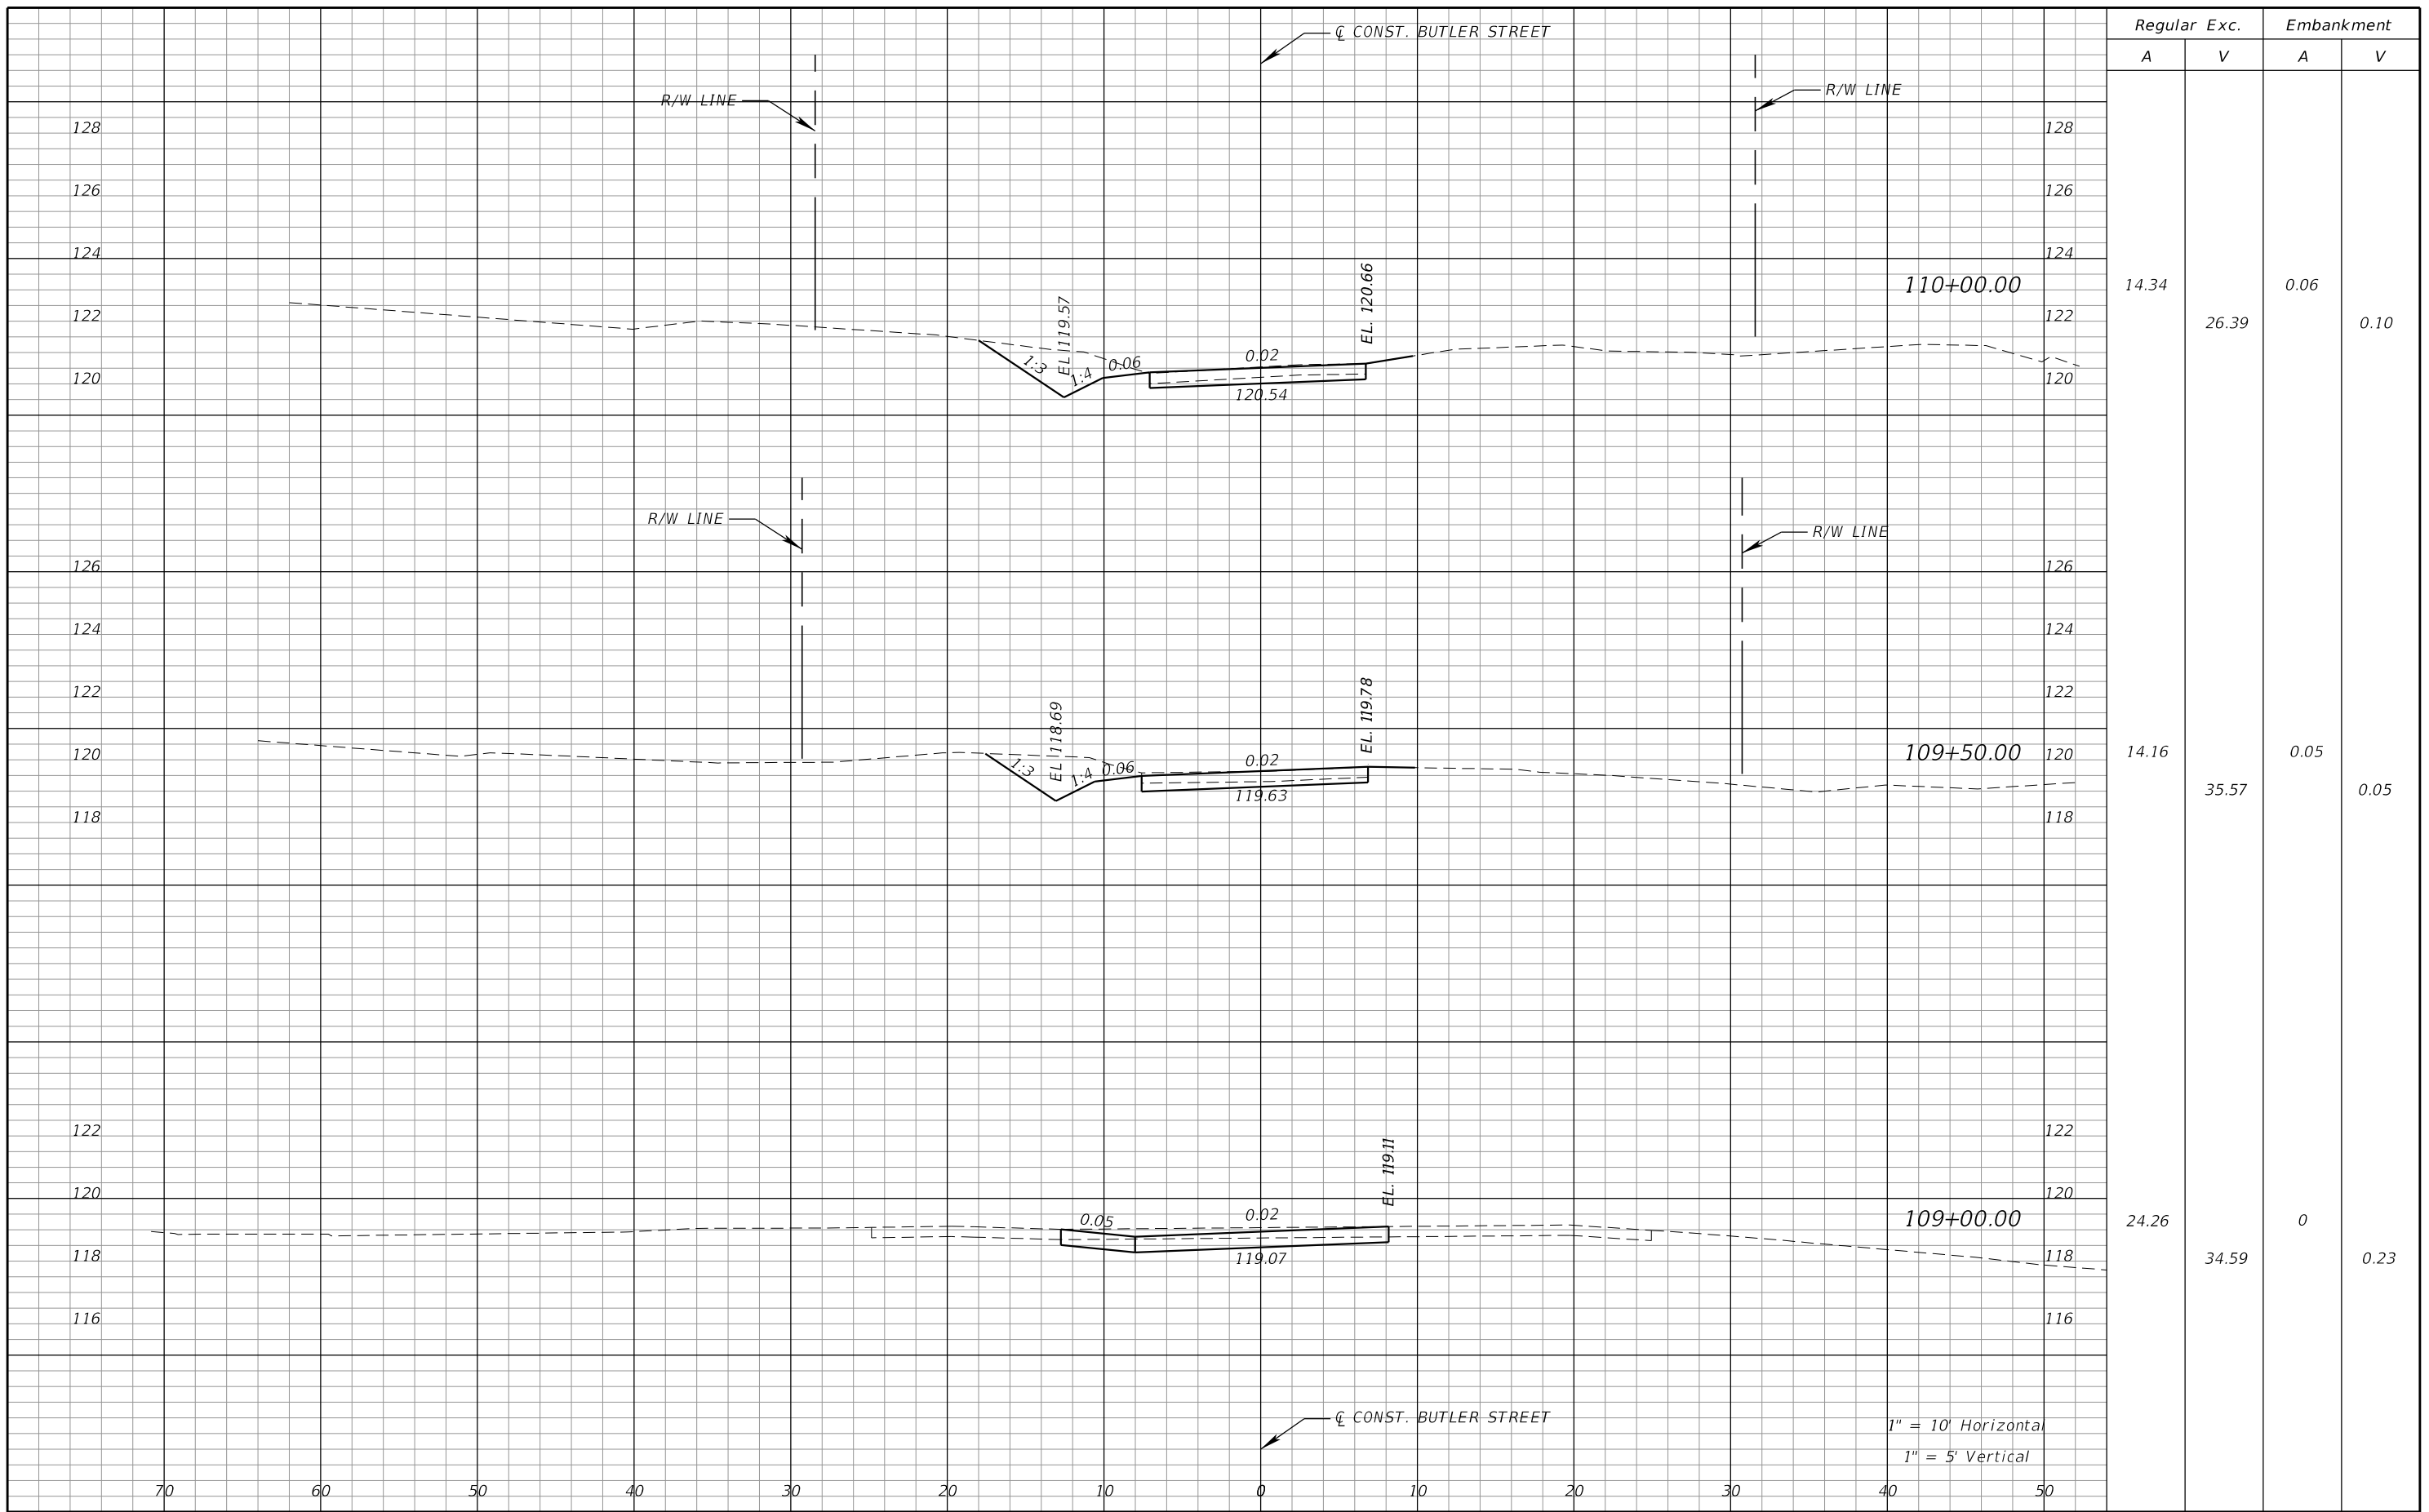 Regular Exc. Embankment
A V A V
℄ CONST. BUTLER STREET
R/W LINE R/W LINE
128 128
126 126
124 124
EL. 120.66
110+00.00 14.34 0.06
EL 119.57
122 122 26.39 0.10
1:3 1:4 0.06 0.02
120 120
120.54
R/W LINE R/W LINE
126 126
124 124
EL. 119.78
122 122
EL 118.69
120 109+50.00 120 14.16 0.05
1:3 1:4 0.06 0.02
119.63 35.57 0.05
118 118
122 122
EL. 119.11
120 120
0.05 0.02 109+00.00 24.26 0
118 119.07 118 34.59 0.23
116 116
℄ CONST. BUTLER STREET
1" = 10' Horizontal
1" = 5' Vertical
70 60 50 40 30 20 10 0 10 20 30 40 50